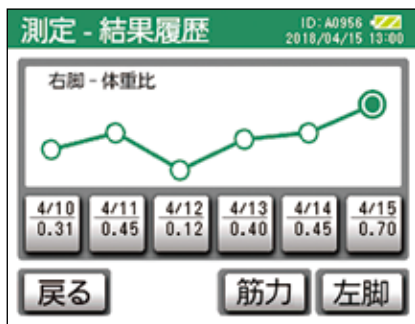 測定 - 結果履歴
ID: A0956
2018/04/15 13:00
右脚 - 体重比
4/10 4/11 4/12 4/13 4/14 4/15
0.31 0.45 0.12 0.40 0.45 0.70
戻る 筋力 左脚